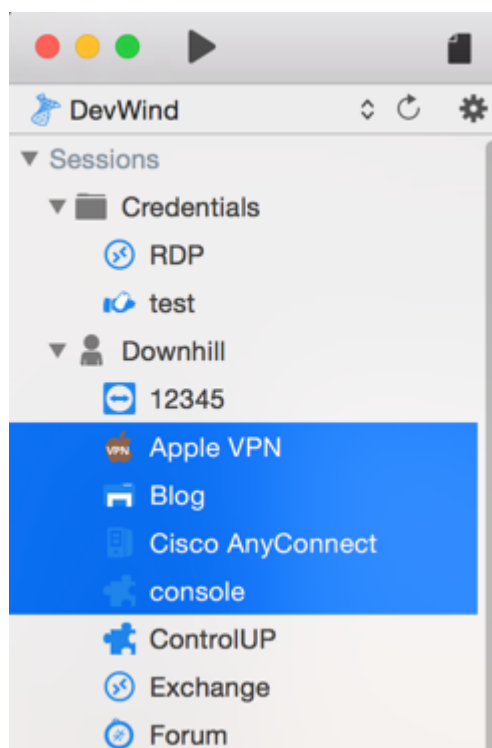 DevWind
Sessions
Credentials
RDP
test
Downhill
12345
VPN Apple VPN
Blog
Cisco AnyConnect
console
ControlUP
Exchange
Forum